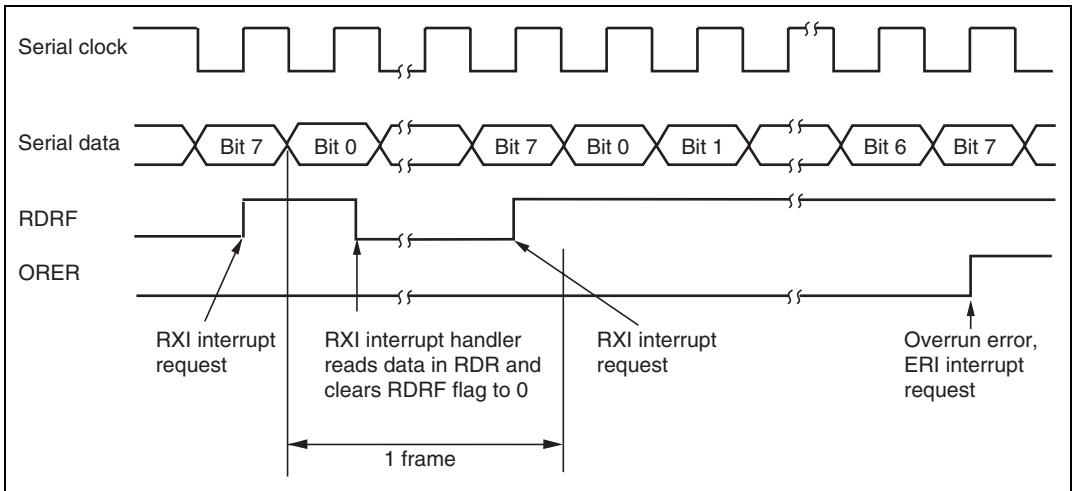 Serial clock
Serial data
Bit 7 Bit 0 Bit 7 Bit 0 Bit 1 Bit 6 Bit 7
RDRF
ORER
RXI interrupt
request
RXI interrupt handler
reads data in RDR and
clears RDRF flag to 0
RXI interrupt
request
Overrun error,
ERI interrupt
request
1 frame